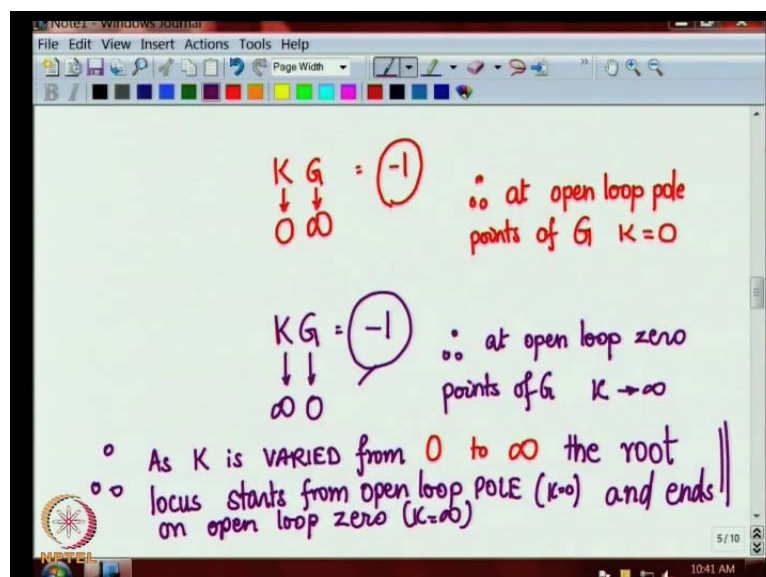 Note1 - Windows Journal
File Edit View Insert Actions Tools Help
Page Width
B I
K G = -1
↓ ↓
0 ∞
∴ at open loop pole
points of G K=0
KG = -1
↓ ↓
∞ 0
∴ at open loop zero
points of G K → ∞
∴ As K is VARIED from 0 to ∞ the root
locus starts from open loop POLE (K=0) and ends
on open loop zero (K=∞)
5/10
NPTEL
10:41 AM